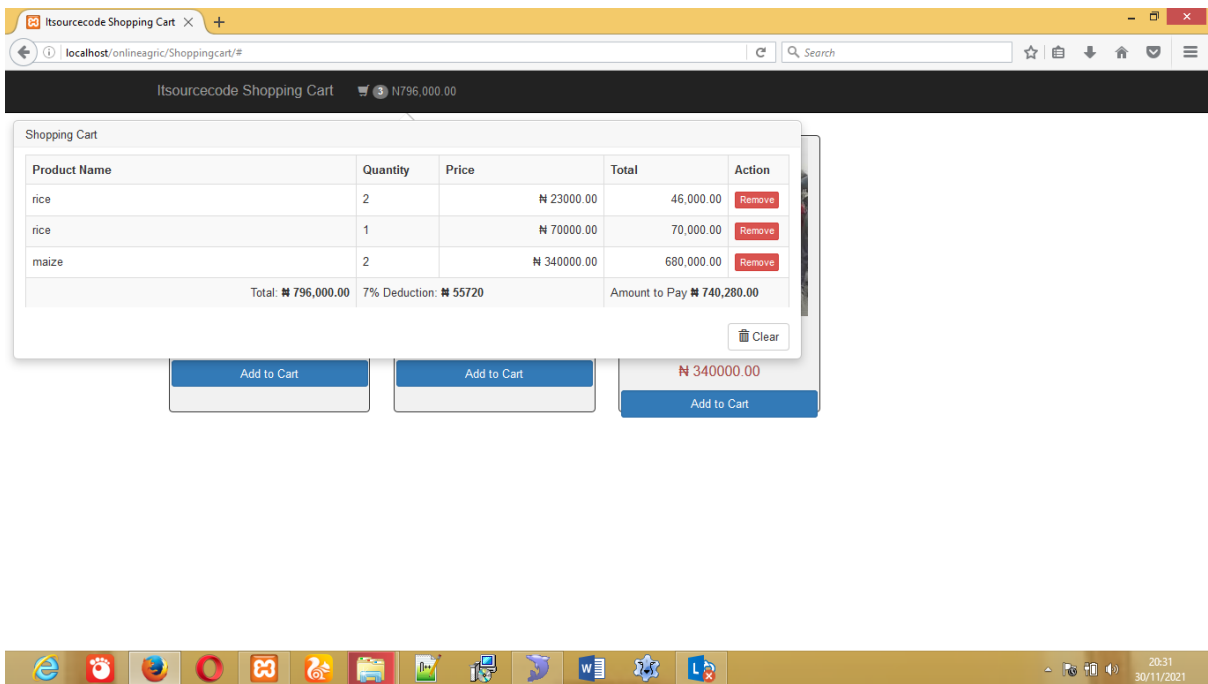 Itsourcecode Shopping Cart
localhost/onlineagric/Shoppingcart/#
Search
Itsourcecode Shopping Cart 3 N796,000.00
Shopping Cart
Product Name Quantity Price Total Action
rice 2 ₦ 23000.00 46,000.00 Remove
rice 1 ₦ 70000.00 70,000.00 Remove
maize 2 ₦ 340000.00 680,000.00 Remove
Total: ₦ 796,000.00 7% Deduction: ₦ 55720 Amount to Pay ₦ 740,280.00
Clear
₦ 340000.00
Add to Cart Add to Cart
Add to Cart
20:31
30/11/2021